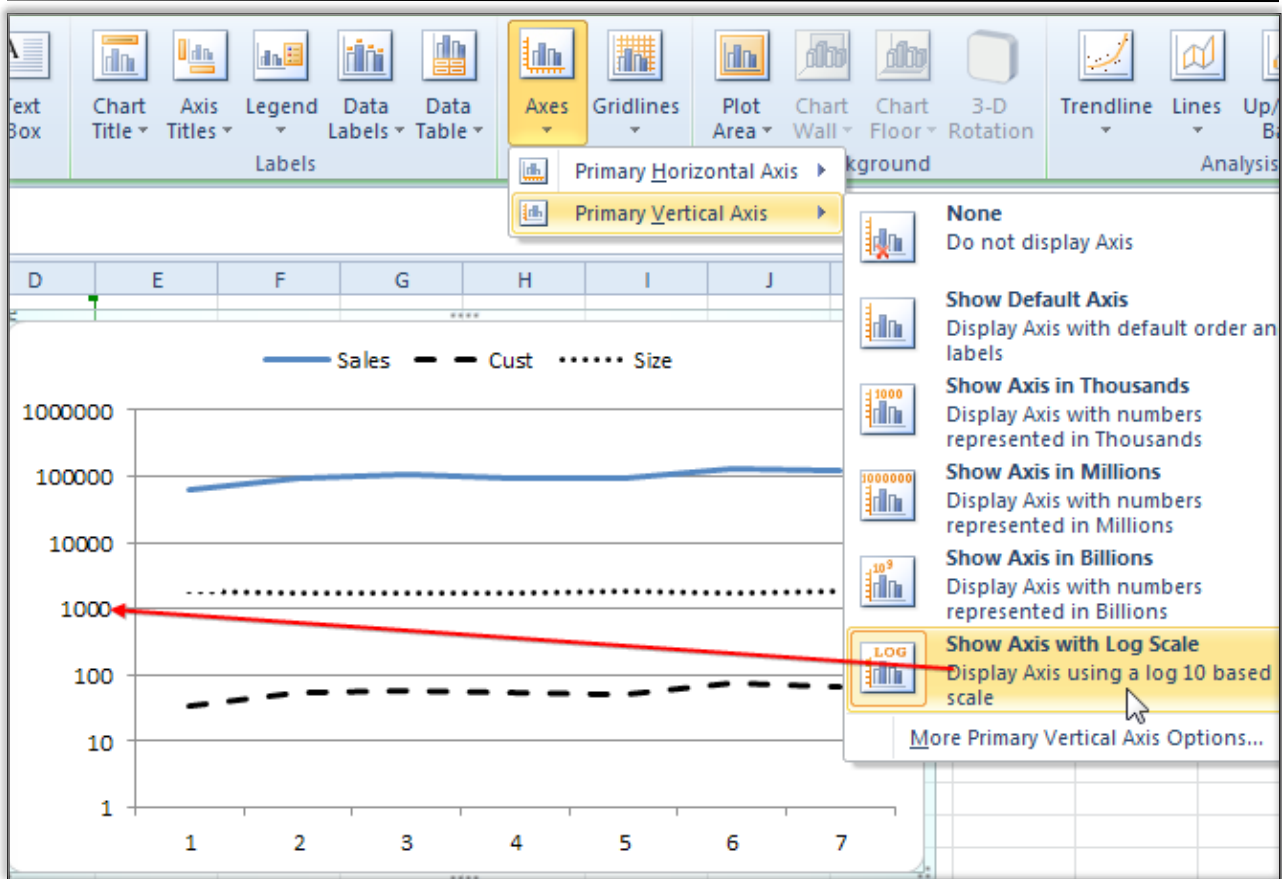 Chart Axis Legend Data Data Axes Gridlines Plot Chart Chart 3-D Trendline Lines
Title Titles Labels Table Area Wall Floor Rotation
Labels Analysis
Primary Horizontal Axis
Primary Vertical Axis
None
Do not display Axis
D E F G H I J
Show Default Axis
Display Axis with default order an
labels
Show Axis in Thousands
1000
Display Axis with numbers
represented in Thousands
Show Axis in Millions
1000000
Display Axis with numbers
represented in Millions
Show Axis in Billions
10⁹
Display Axis with numbers
represented in Billions
Show Axis with Log Scale
LOG
Display Axis using a log 10 based
scale
More Primary Vertical Axis Options...
Sales Cust Size
1000000
100000
10000
1000
100
10
1
1 2 3 4 5 6 7